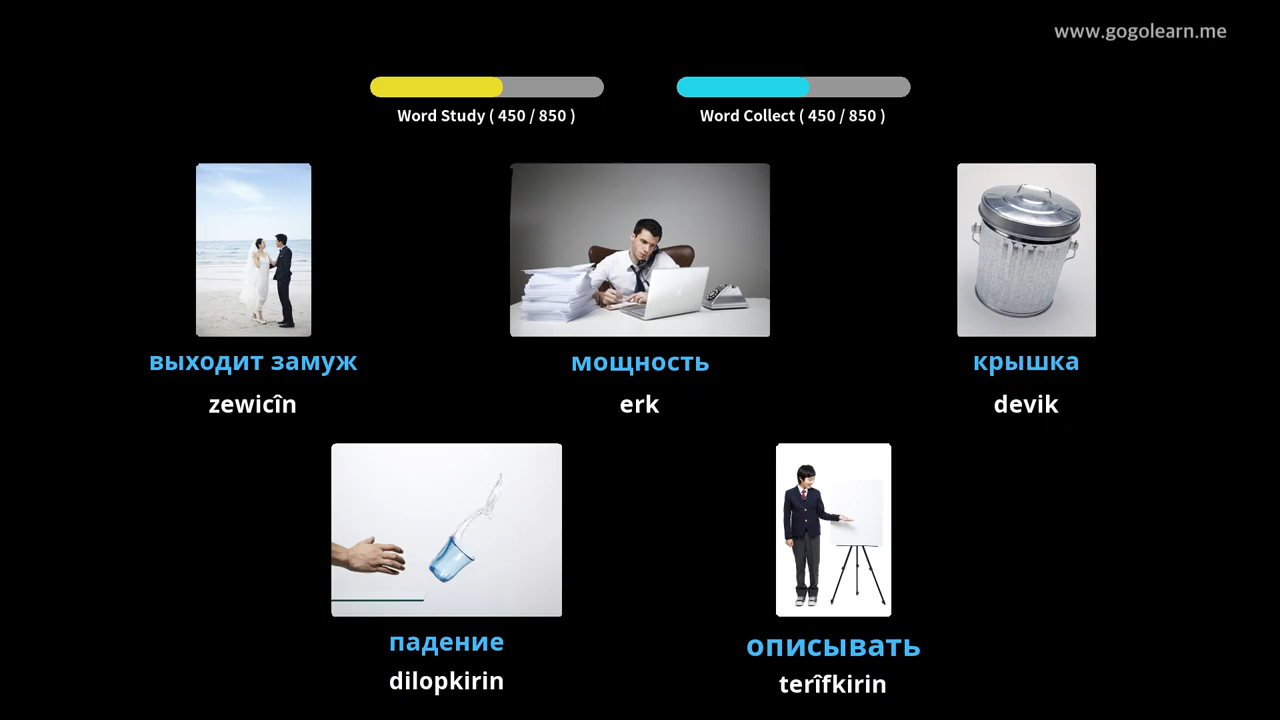 www.gogolearn.me
Word Study ( 450 / 850 )
Word Collect ( 450 / 850 )
выходит замуж
zewicîn
мощность
erk
крышка
devik
падение
dilopkirin
описывать
terîfkirin